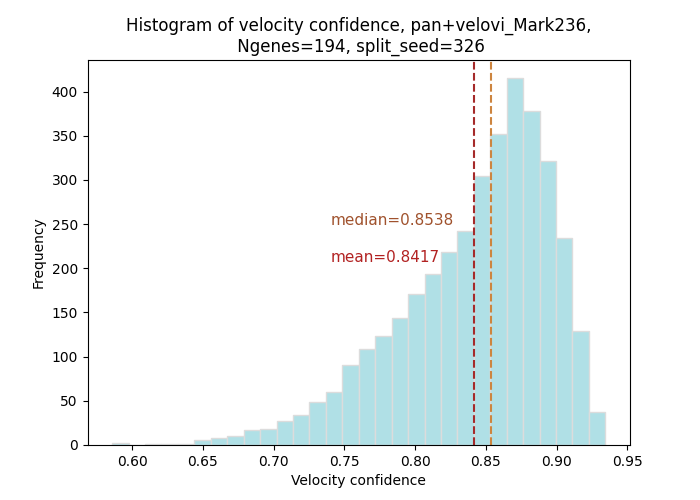 Histogram of velocity confidence, pan+velovi_Mark236,
Ngenes=194, split_seed=326
Frequency
400
350
300
250
200
150
100
50
0
median=0.8538
mean=0.8417
0.60 0.65 0.70 0.75 0.80 0.85 0.90 0.95
Velocity confidence